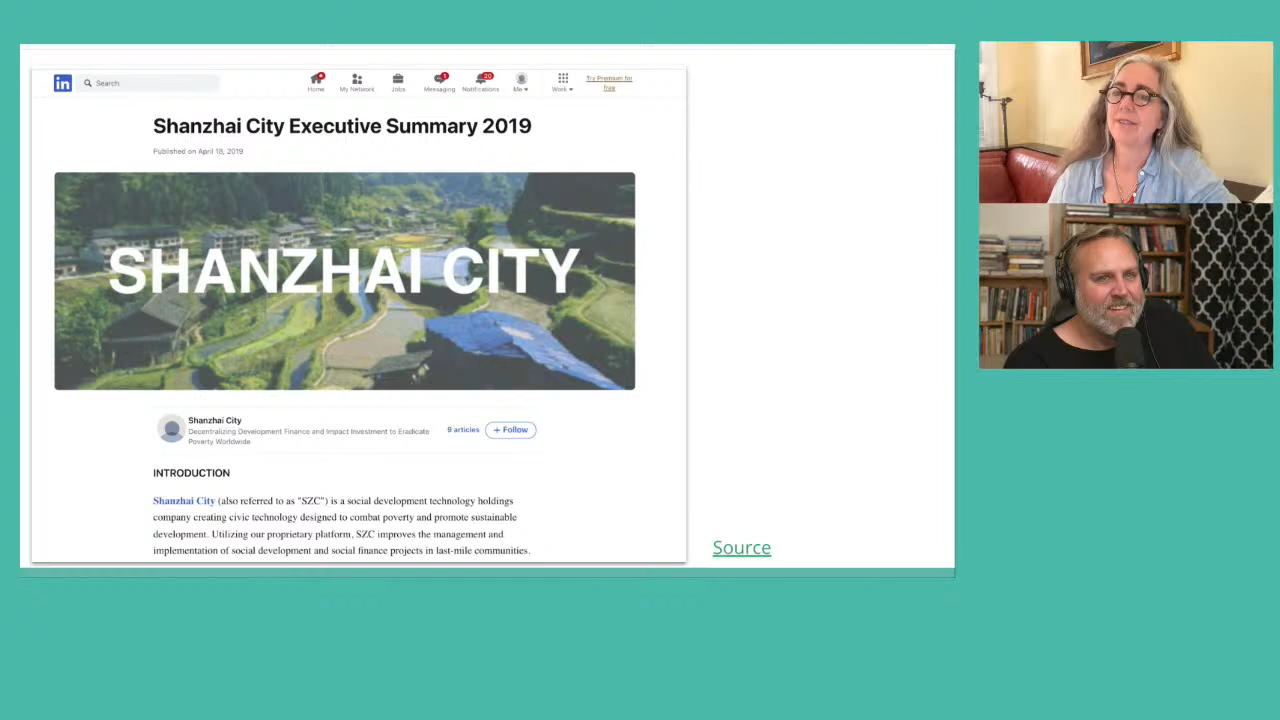 in
Search
Home
My Network
Jobs
1
Messaging
20
Notifications
Me
Work
Try Premium for
free
Shanzhai City Executive Summary 2019
Published on April 18, 2019
SHANZHAI CITY
Shanzhai City
Decentralizing Development Finance and Impact Investment to Eradicate
Poverty Worldwide
9 articles
+ Follow
INTRODUCTION
Shanzhai City (also referred to as "SZC") is a social development technology holdings
company creating civic technology designed to combat poverty and promote sustainable
development. Utilizing our proprietary platform, SZC improves the management and
implementation of social development and social finance projects in last-mile communities.
Source